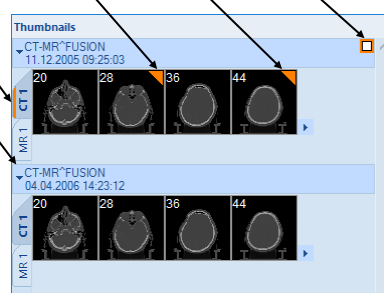 Thumbnails
CT-MR^FUSION
11.12.2005 09:25:03
CT 1
MR 1
20 28 36 44
CT-MR^FUSION
04.04.2006 14:23:12
CT 1
MR 1
20 28 36 44